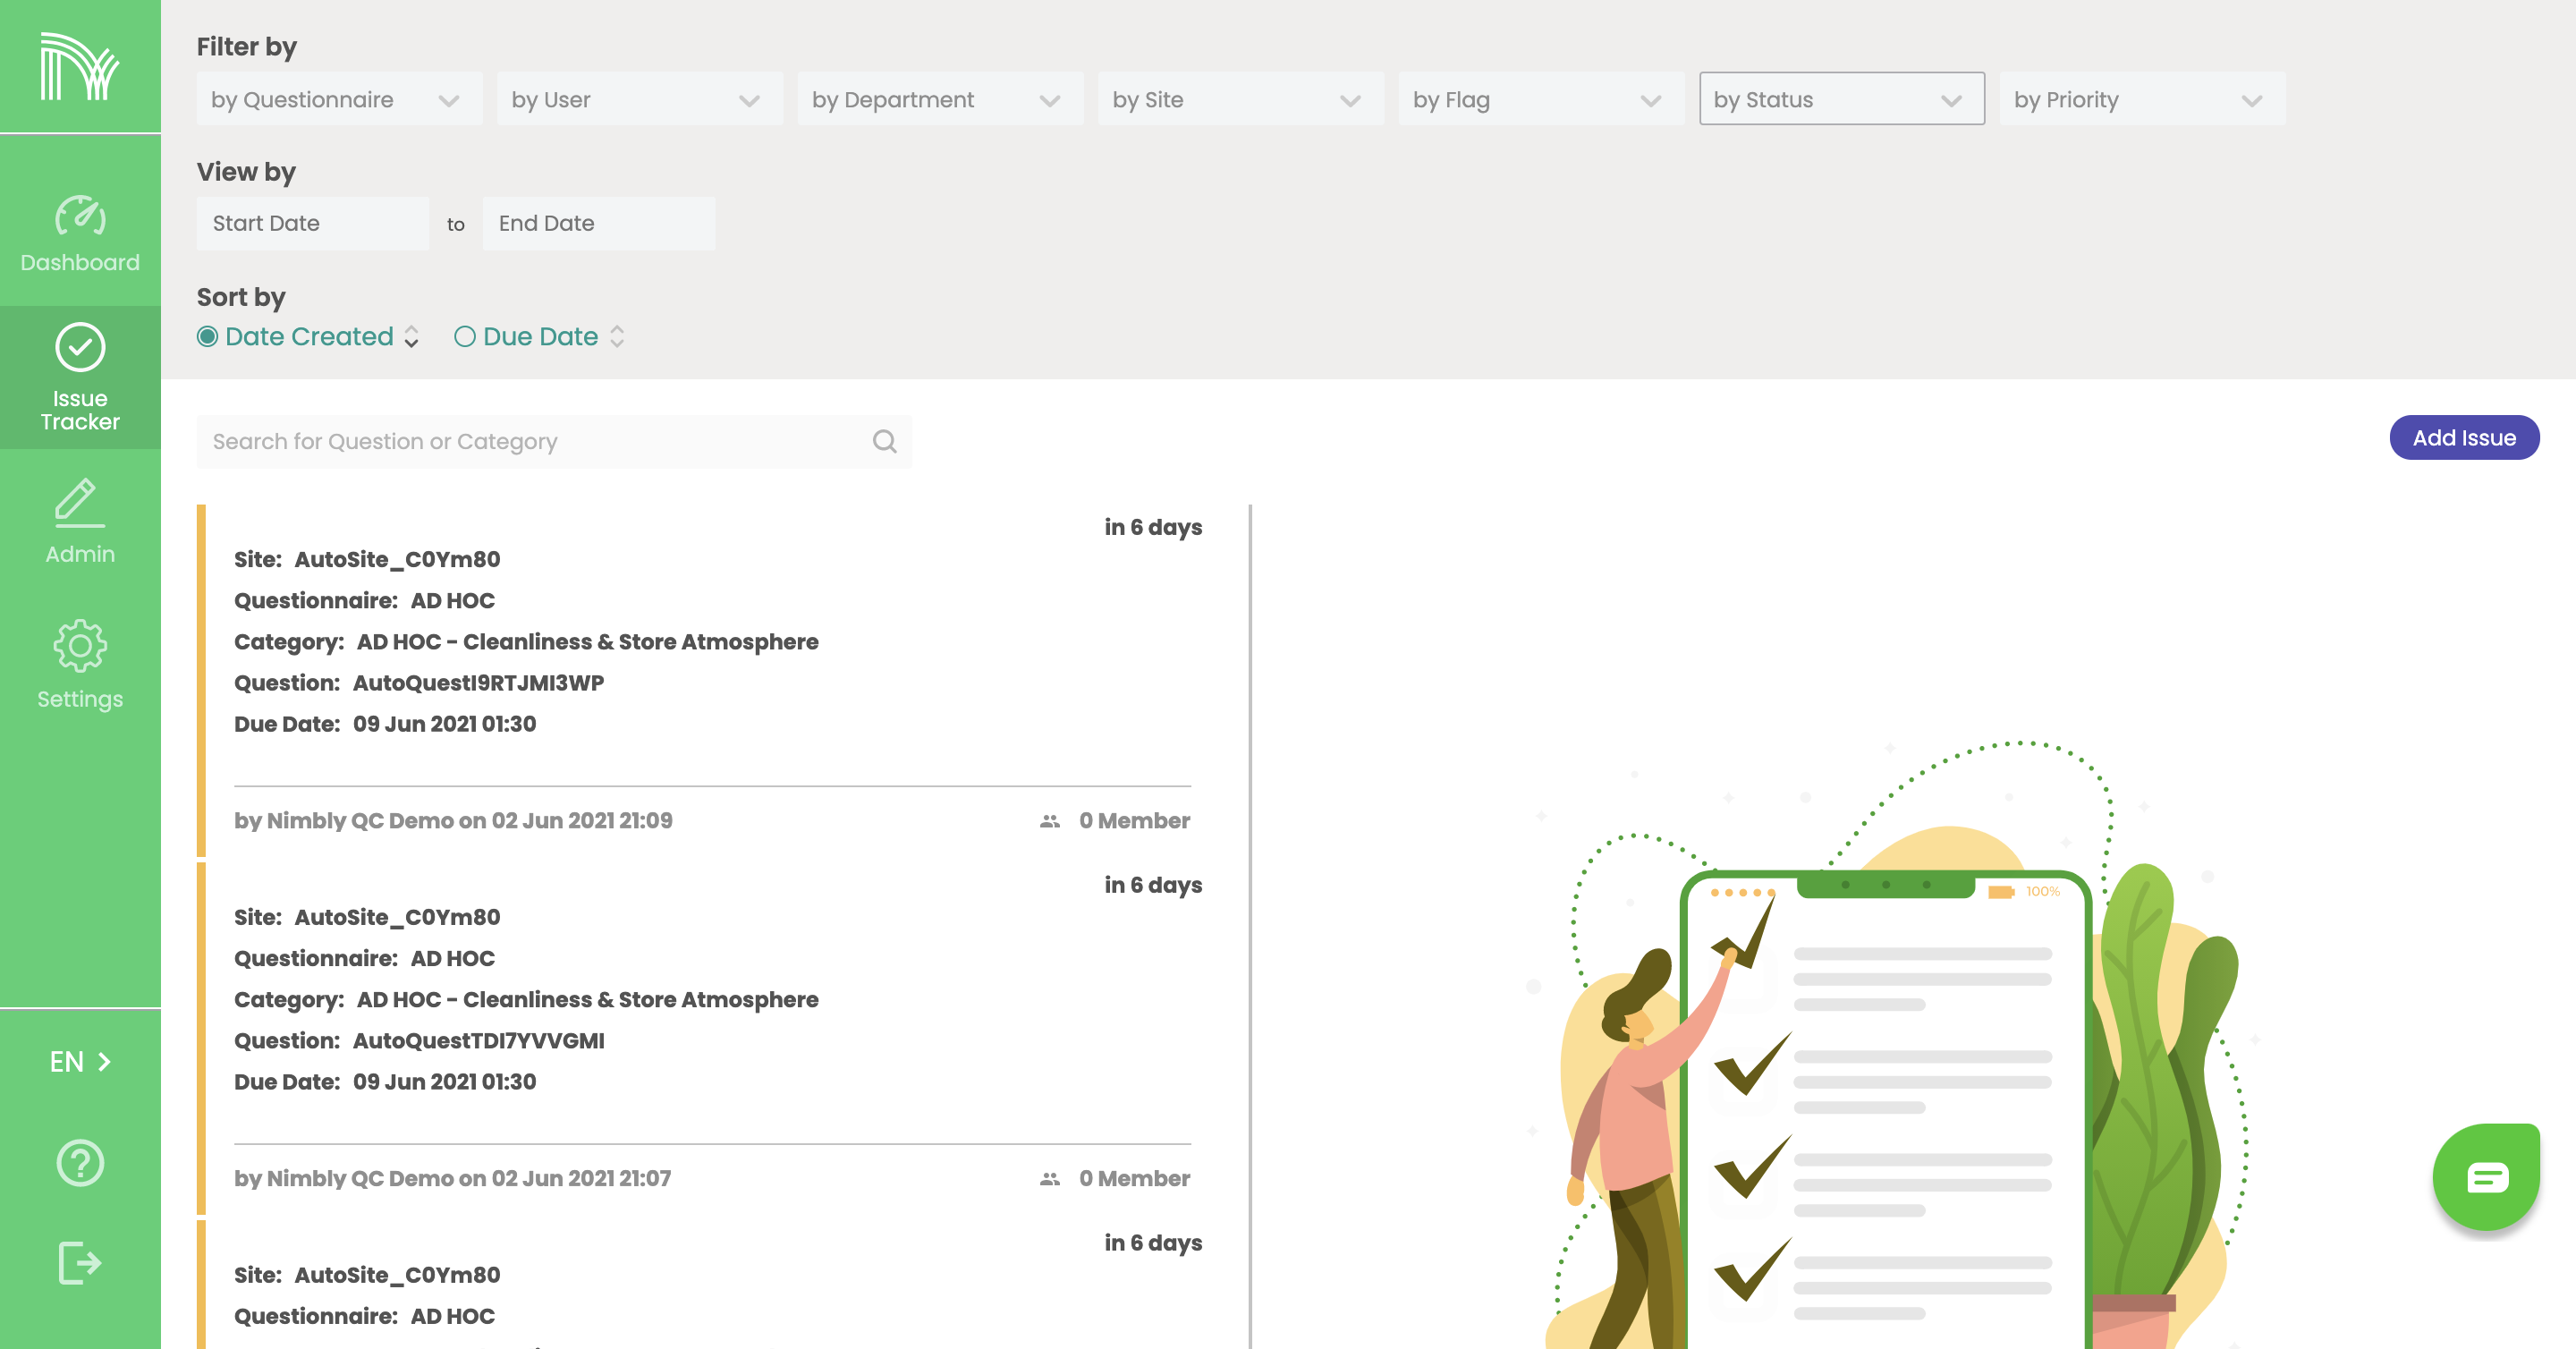 Filter by
by Questionnaire
by User
by Department
by Site
by Flag
by Status
by Priority
View by
Start Date
to
End Date
Sort by
Date Created
Due Date
Dashboard
Issue
Tracker
Admin
Settings
EN
Search for Question or Category
Add Issue
in 6 days
Site: AutoSite_C0Ym80
Questionnaire: AD HOC
Category: AD HOC - Cleanliness & Store Atmosphere
Question: AutoQuestI9RTJMI3WP
Due Date: 09 Jun 2021 01:30
by Nimbly QC Demo on 02 Jun 2021 21:09
0 Member
in 6 days
Site: AutoSite_C0Ym80
Questionnaire: AD HOC
Category: AD HOC - Cleanliness & Store Atmosphere
Question: AutoQuestTDI7YVVGMI
Due Date: 09 Jun 2021 01:30
by Nimbly QC Demo on 02 Jun 2021 21:07
0 Member
in 6 days
Site: AutoSite_C0Ym80
Questionnaire: AD HOC
100%